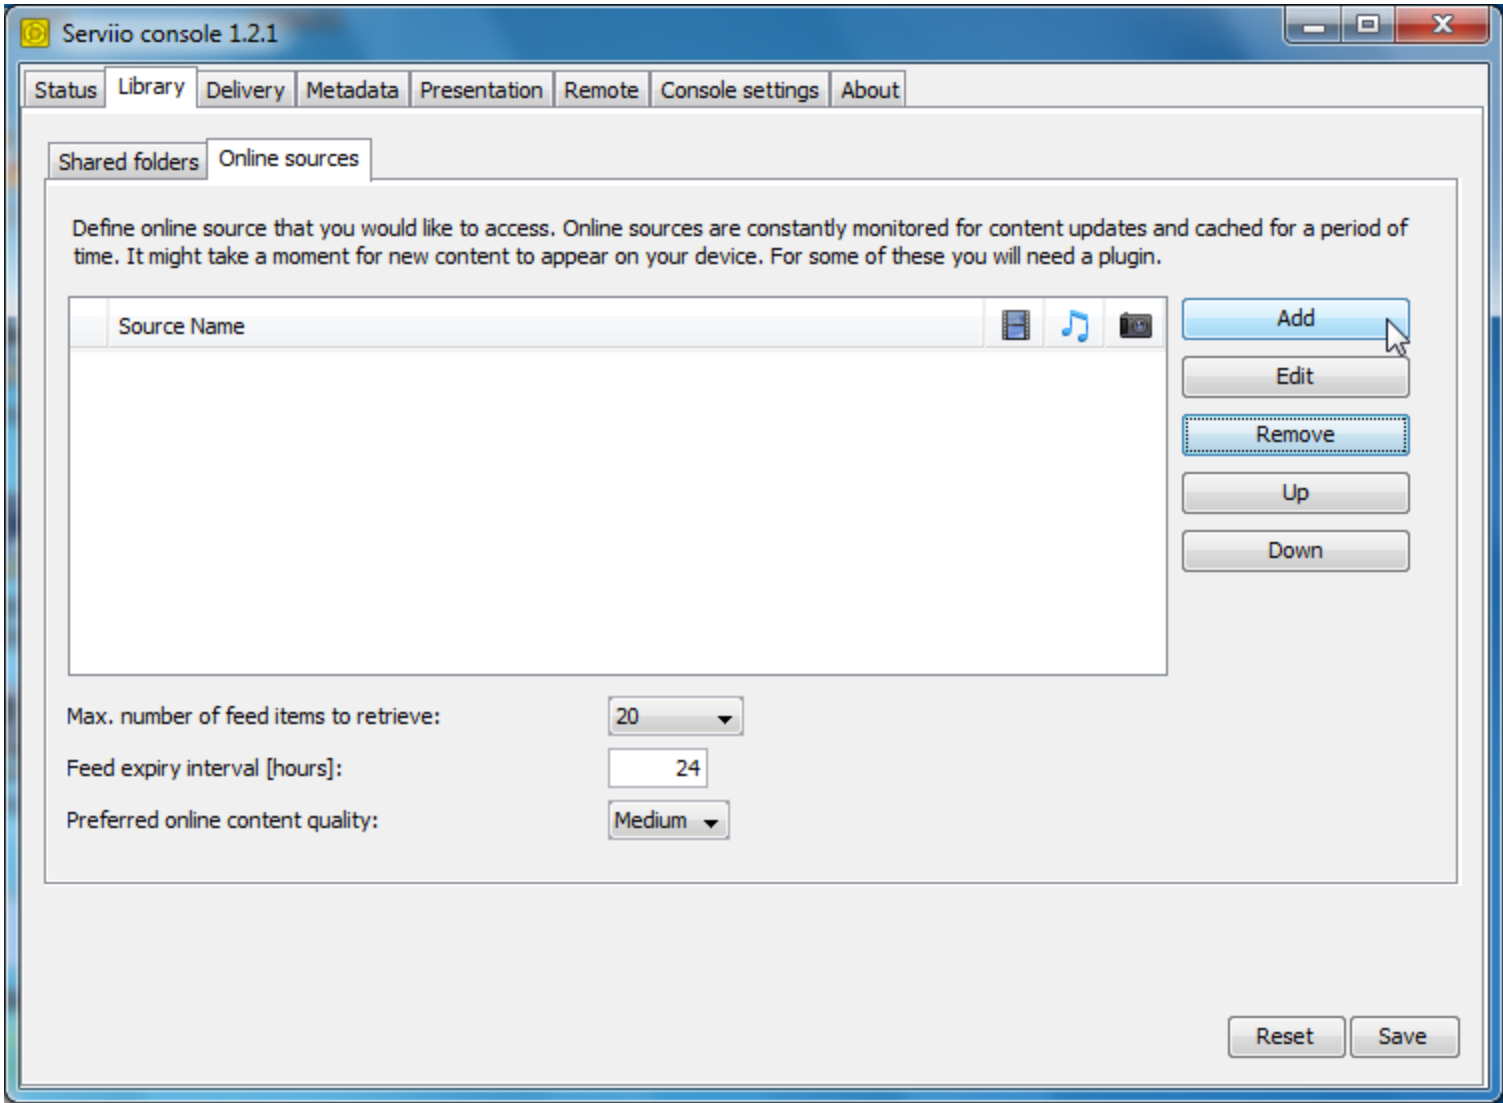 Serviio console 1.2.1
Status Library Delivery Metadata Presentation Remote Console settings About
Shared folders Online sources
Define online source that you would like to access. Online sources are constantly monitored for content updates and cached for a period of
time. It might take a moment for new content to appear on your device. For some of these you will need a plugin.
Source Name
Add
Edit
Remove
Up
Down
Max. number of feed items to retrieve: 20
Feed expiry interval [hours]: 24
Preferred online content quality: Medium
Reset Save